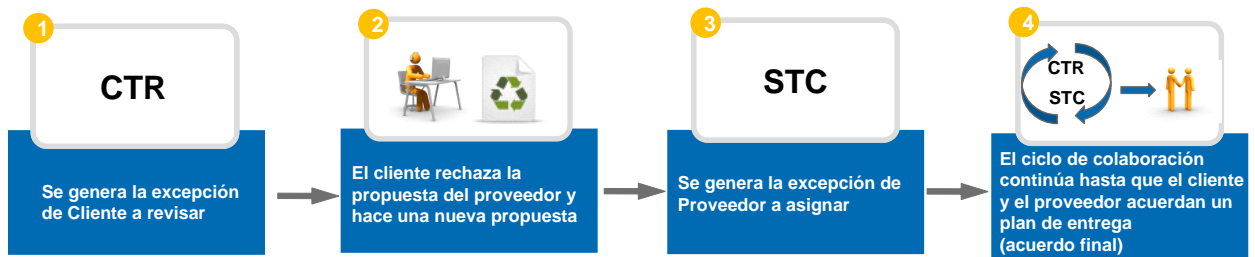 1
CTR
Se genera la excepción
de Cliente a revisar
2
El cliente rechaza la
propuesta del proveedor y
hace una nueva propuesta
3
STC
Se genera la excepción de
Proveedor a asignar
4
CTR
STC
El ciclo de colaboración
continúa hasta que el cliente
y el proveedor acuerdan un
plan de entrega
(acuerdo final)